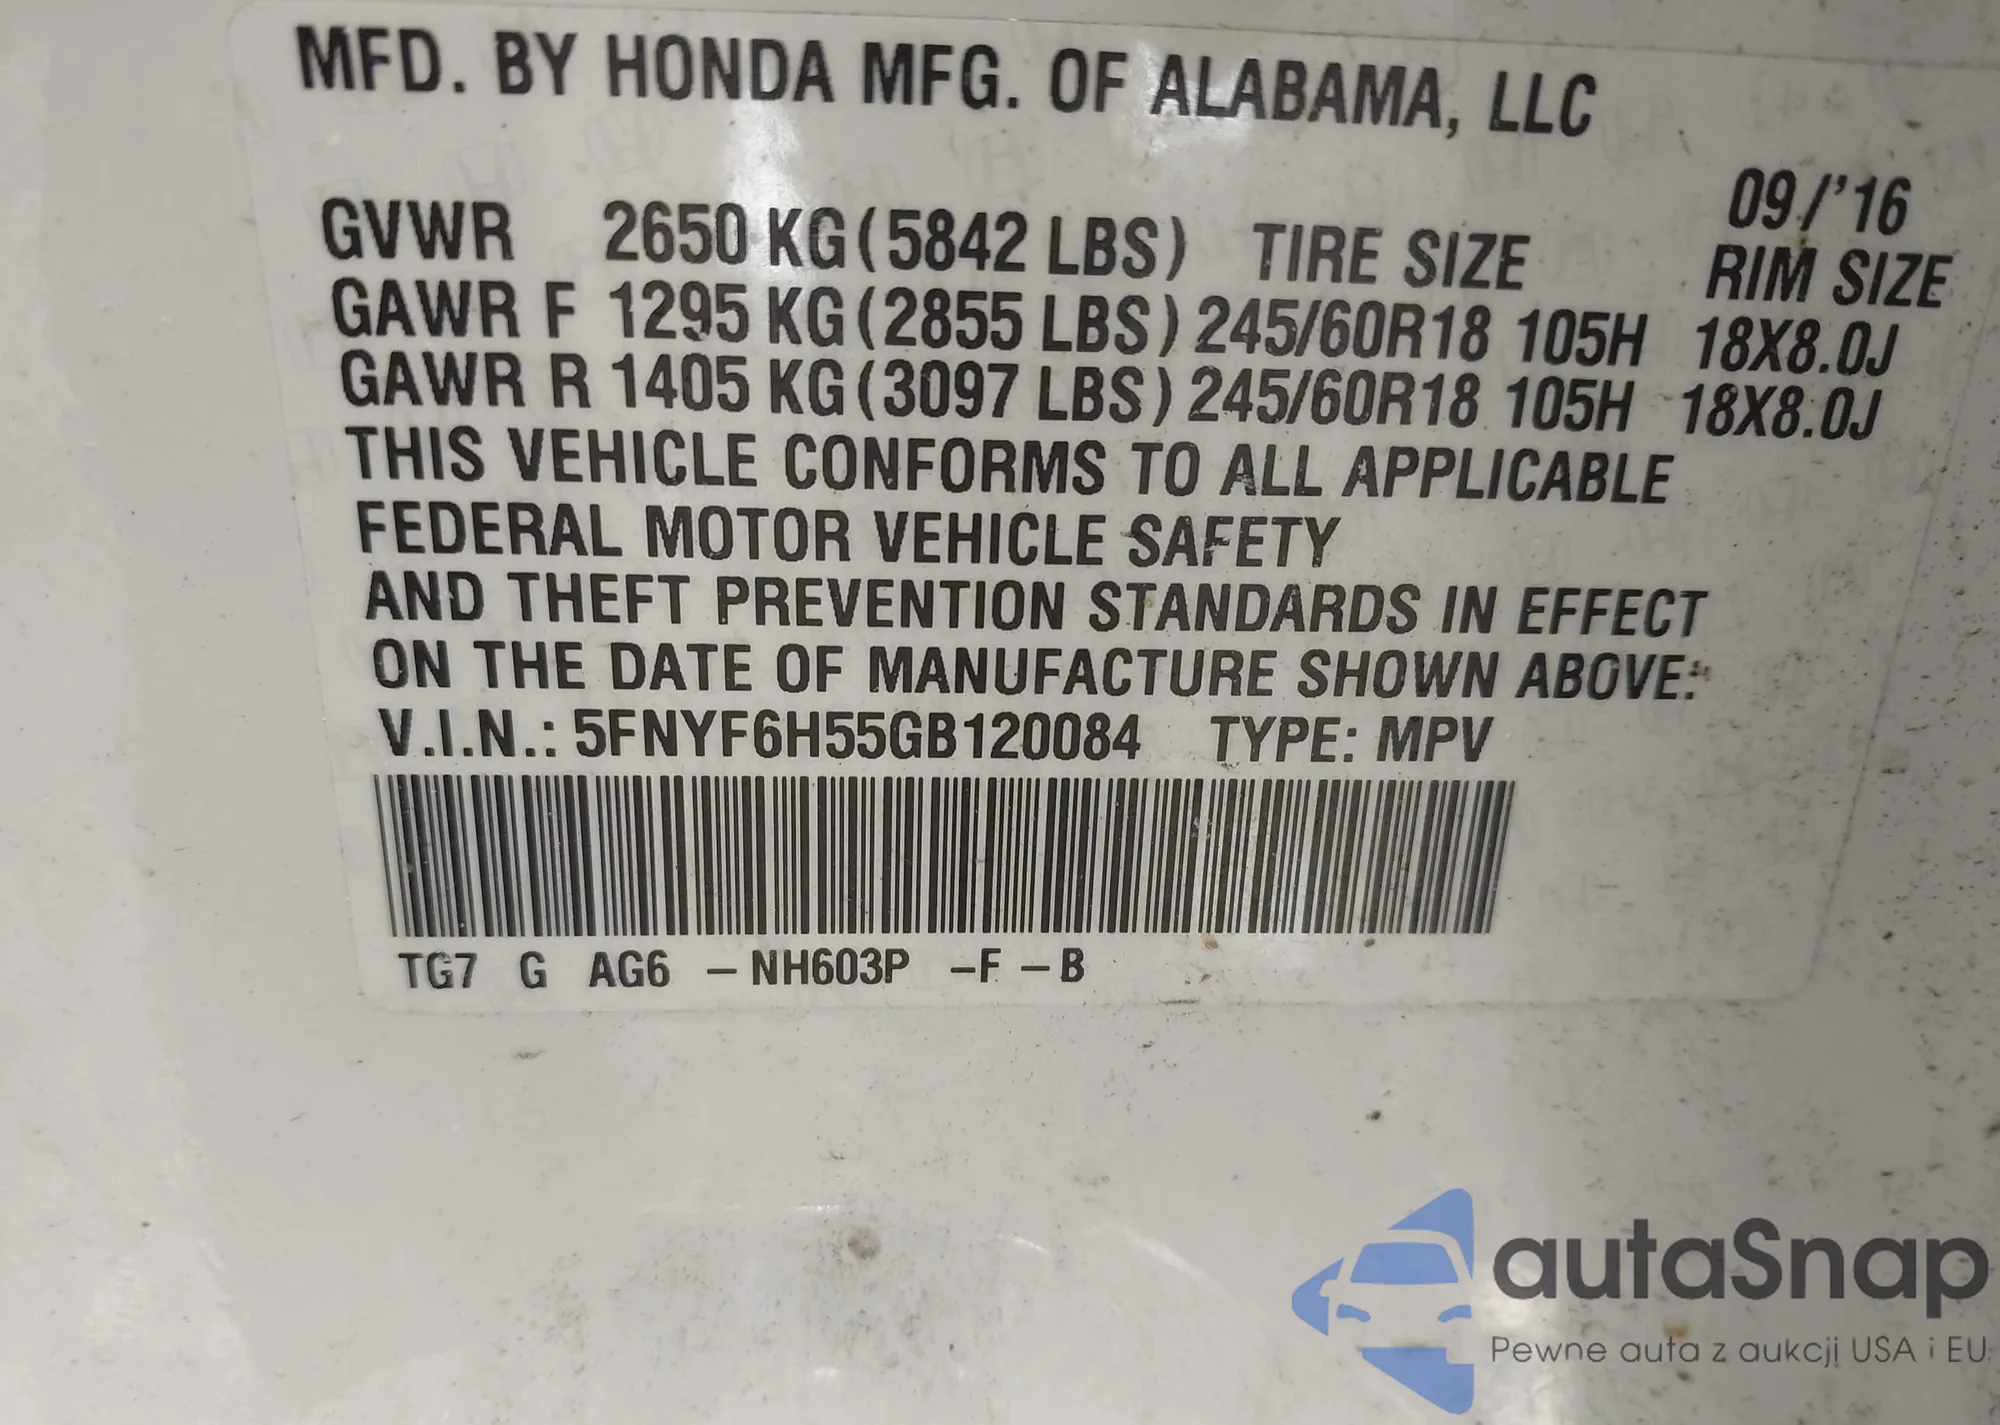 MFD. BY HONDA MFG. OF ALABAMA, LLC
09/'16
GVWR 2650 KG (5842 LBS) TIRE SIZE RIM SIZE
GAWR F 1295 KG (2855 LBS) 245/60R18 105H 18X8.0J
GAWR R 1405 KG (3097 LBS) 245/60R18 105H 18X8.0J
THIS VEHICLE CONFORMS TO ALL APPLICABLE
FEDERAL MOTOR VEHICLE SAFETY
AND THEFT PREVENTION STANDARDS IN EFFECT
ON THE DATE OF MANUFACTURE SHOWN ABOVE.
V.I.N.: 5FNYF6H55GB120084 TYPE: MPV
TG7 G AG6 –NH603P –F –B
autaSnap
Pewne auta z aukcji USA i EU